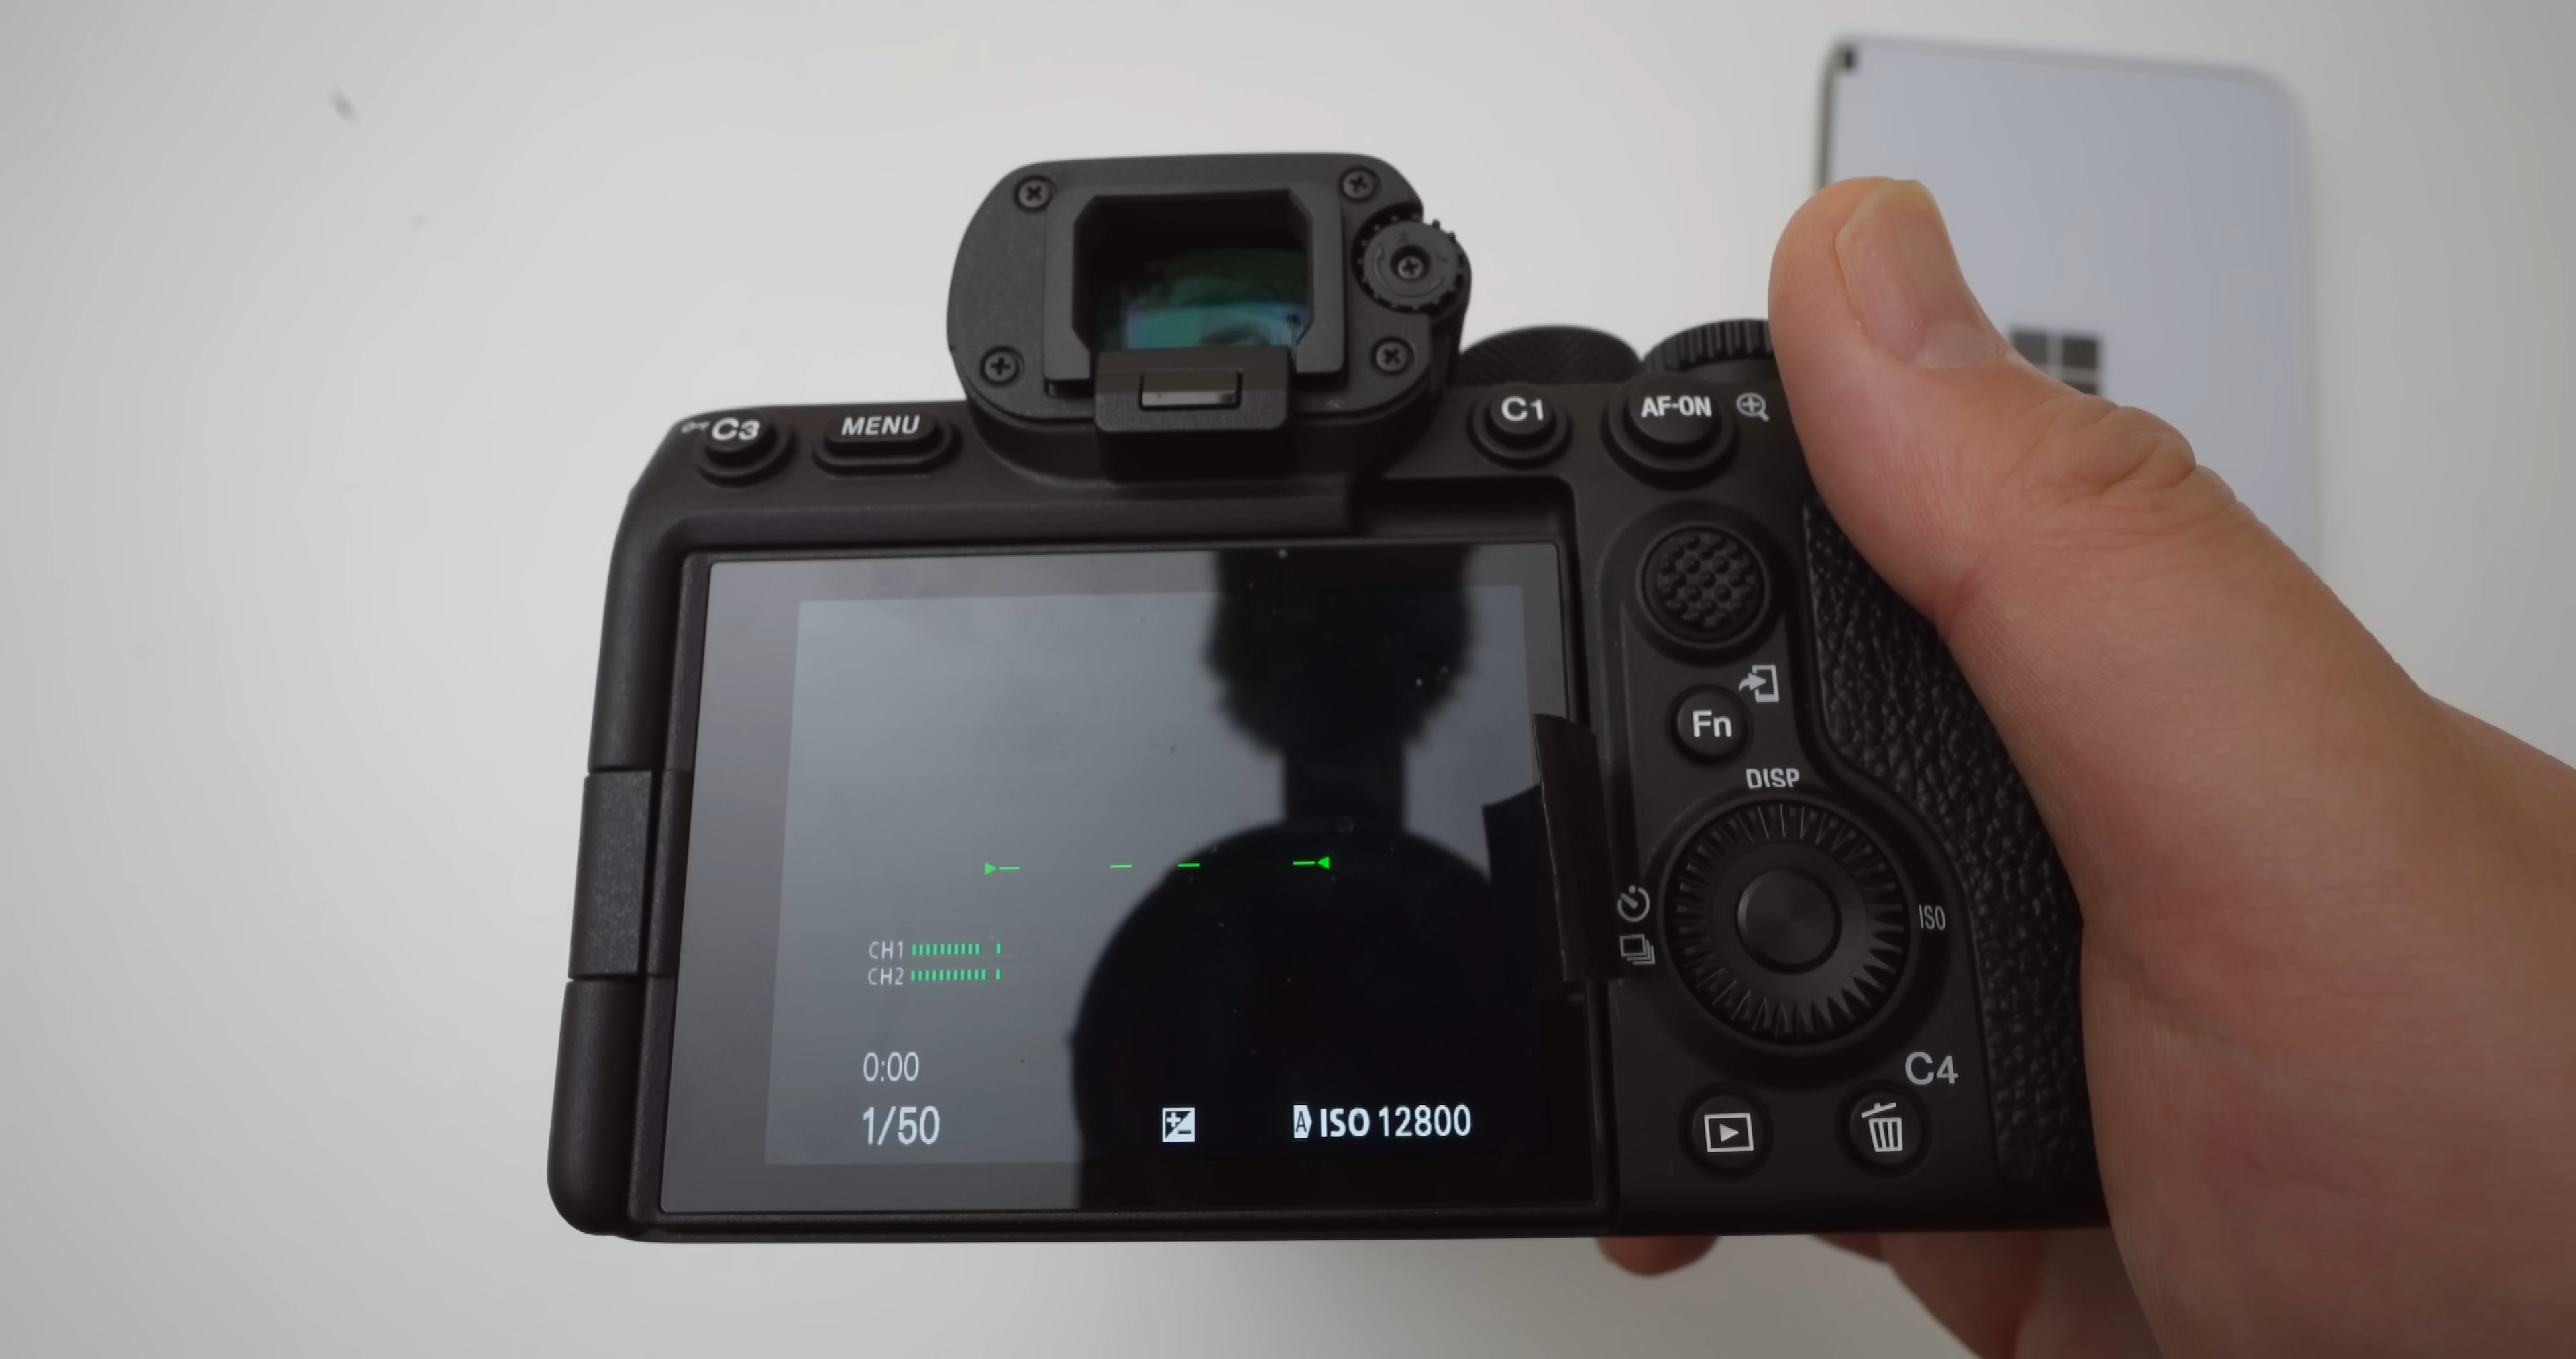 C3
MENU
C1
AF-ON
Fn
DISP
ISO
CH1
CH2
0:00
1/50
A ISO 12800
C4